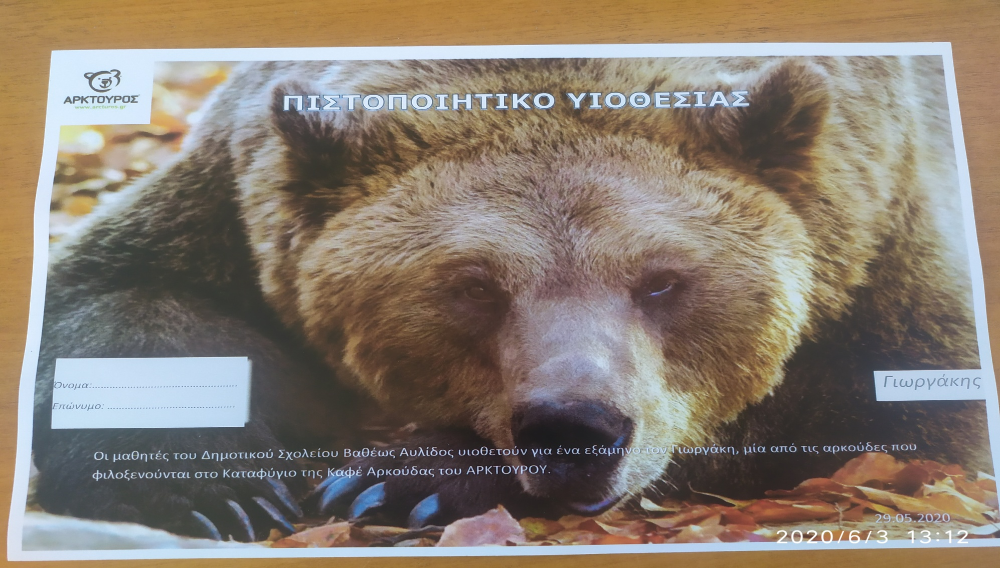 ΑΡΚΤΟΥΡΟΣ
www.arcturos.gr
ΠΙΣΤΟΠΟΙΗΤΙΚΟ ΥΙΟΘΕΣΙΑΣ
Όνομα:..................................................
Επώνυμο: ............................................
Γιωργάκης
Οι μαθητές του Δημοτικού Σχολείου Βαθέως Αυλίδος υιοθετούν για ένα εξάμηνο τον Γιωργάκη, μία από τις αρκούδες που
φιλοξενούνται στο Καταφύγιο της Καφέ Αρκούδας του ΑΡΚΤΟΥΡΟΥ.
29.05.2020
2020/6/3 13:12